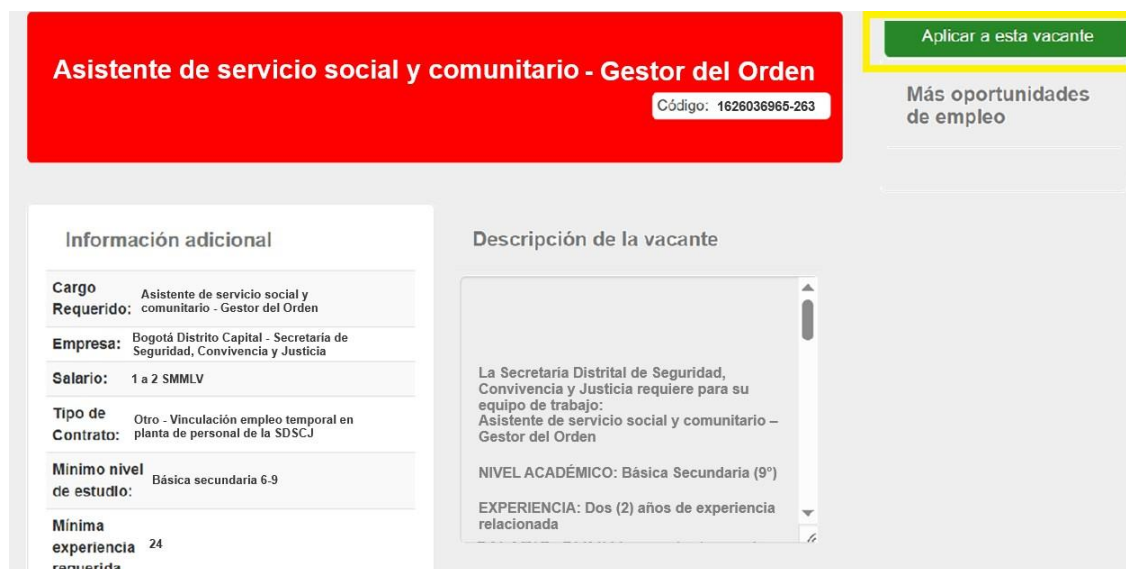 Asistente de servicio social y comunitario - Gestor del Orden
Código: 1626036965-263
Aplicar a esta vacante
Más oportunidades
de empleo
Información adicional
Cargo
Requerido:
Asistente de servicio social y
comunitario - Gestor del Orden
Empresa:
Bogotá Distrito Capital - Secretaría de
Seguridad, Convivencia y Justicia
Salario: 1 a 2 SMMLV
Tipo de
Contrato:
Otro - Vinculación empleo temporal en
planta de personal de la SDSCJ
Mínimo nivel
de estudio:
Básica secundaria 6-9
Mínima
experiencia 24
requerida
Descripción de la vacante
La Secretaría Distrital de Seguridad,
Convivencia y Justicia requiere para su
equipo de trabajo:
Asistente de servicio social y comunitario –
Gestor del Orden
NIVEL ACADÉMICO: Básica Secundaria (9°)
EXPERIENCIA: Dos (2) años de experiencia
relacionada